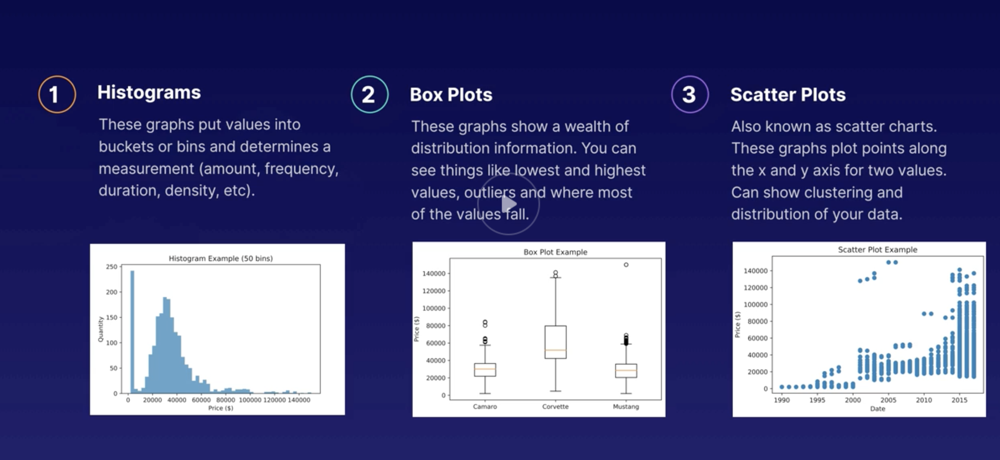 1
Histograms
These graphs put values into
buckets or bins and determines a
measurement (amount, frequency,
duration, density, etc).
Histogram Example (50 bins)
250
200
150
100
50
0
Quantity
0 20000 40000 60000 80000 100000 120000 140000
Price ($)
2
Box Plots
These graphs show a wealth of
distribution information. You can
see things like lowest and highest
values, outliers and where most
of the values fall.
Box Plot Example
140000
120000
100000
80000
60000
40000
20000
0
Price ($)
Camaro Corvette Mustang
3
Scatter Plots
Also known as scatter charts.
These graphs plot points along
the x and y axis for two values.
Can show clustering and
distribution of your data.
Scatter Plot Example
140000
120000
100000
80000
60000
40000
20000
0
Price ($)
1990 1995 2000 2005 2010 2015
Date